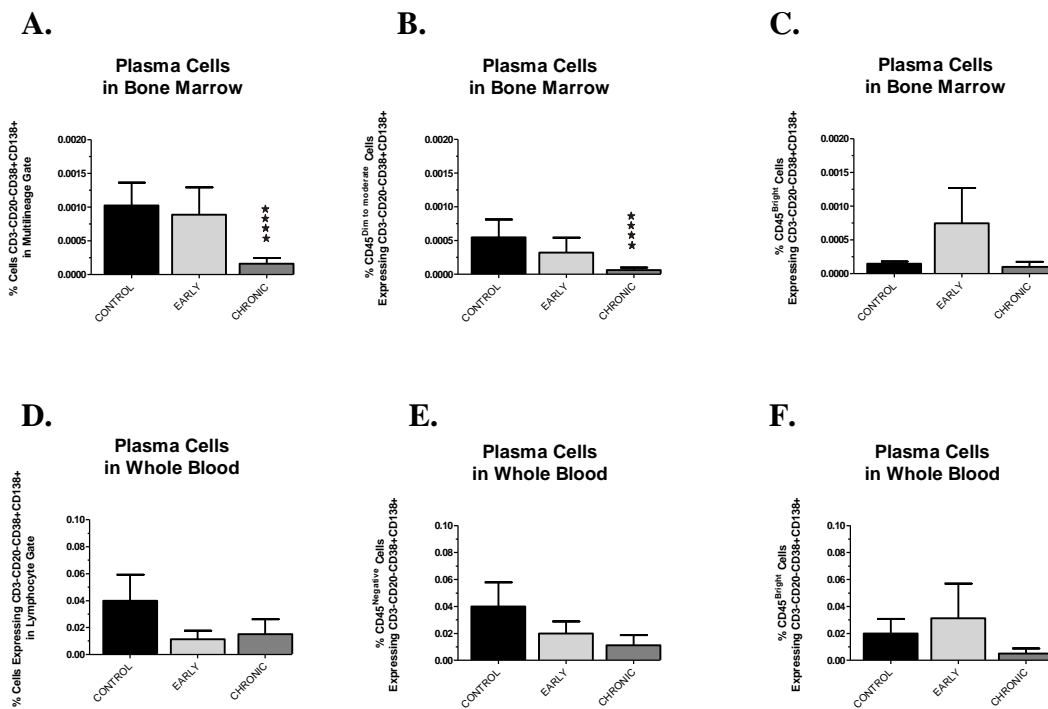 A.
Plasma Cells
in Bone Marrow
% Cells CD3-CD20-CD38+CD138+
in Multilineage Gate
0.0020
0.0015
0.0010
0.0005
0.0000
CONTROL
EARLY
CHRONIC
B.
Plasma Cells
in Bone Marrow
% CD45Dim to moderate Cells
Expressing CD3-CD20-CD38+CD138+
0.0020
0.0015
0.0010
0.0005
0.0000
CONTROL
EARLY
CHRONIC
C.
Plasma Cells
in Bone Marrow
% CD45Bright Cells
Expressing CD3-CD20-CD38+CD138+
0.0020
0.0015
0.0010
0.0005
0.0000
CONTROL
EARLY
CHRONIC
D.
Plasma Cells
in Whole Blood
% Cells Expressing CD3-CD20-CD38+CD138+
in Lymphocyte Gate
0.10
0.08
0.06
0.04
0.02
0.00
CONTROL
EARLY
CHRONIC
E.
Plasma Cells
in Whole Blood
% CD45Negative Cells
Expressing CD3-CD20-CD38+CD138+
0.10
0.08
0.06
0.04
0.02
0.00
CONTROL
EARLY
CHRONIC
F.
Plasma Cells
in Whole Blood
% CD45Bright Cells
Expressing CD3-CD20-CD38+CD138+
0.10
0.08
0.06
0.04
0.02
0.00
CONTROL
EARLY
CHRONIC